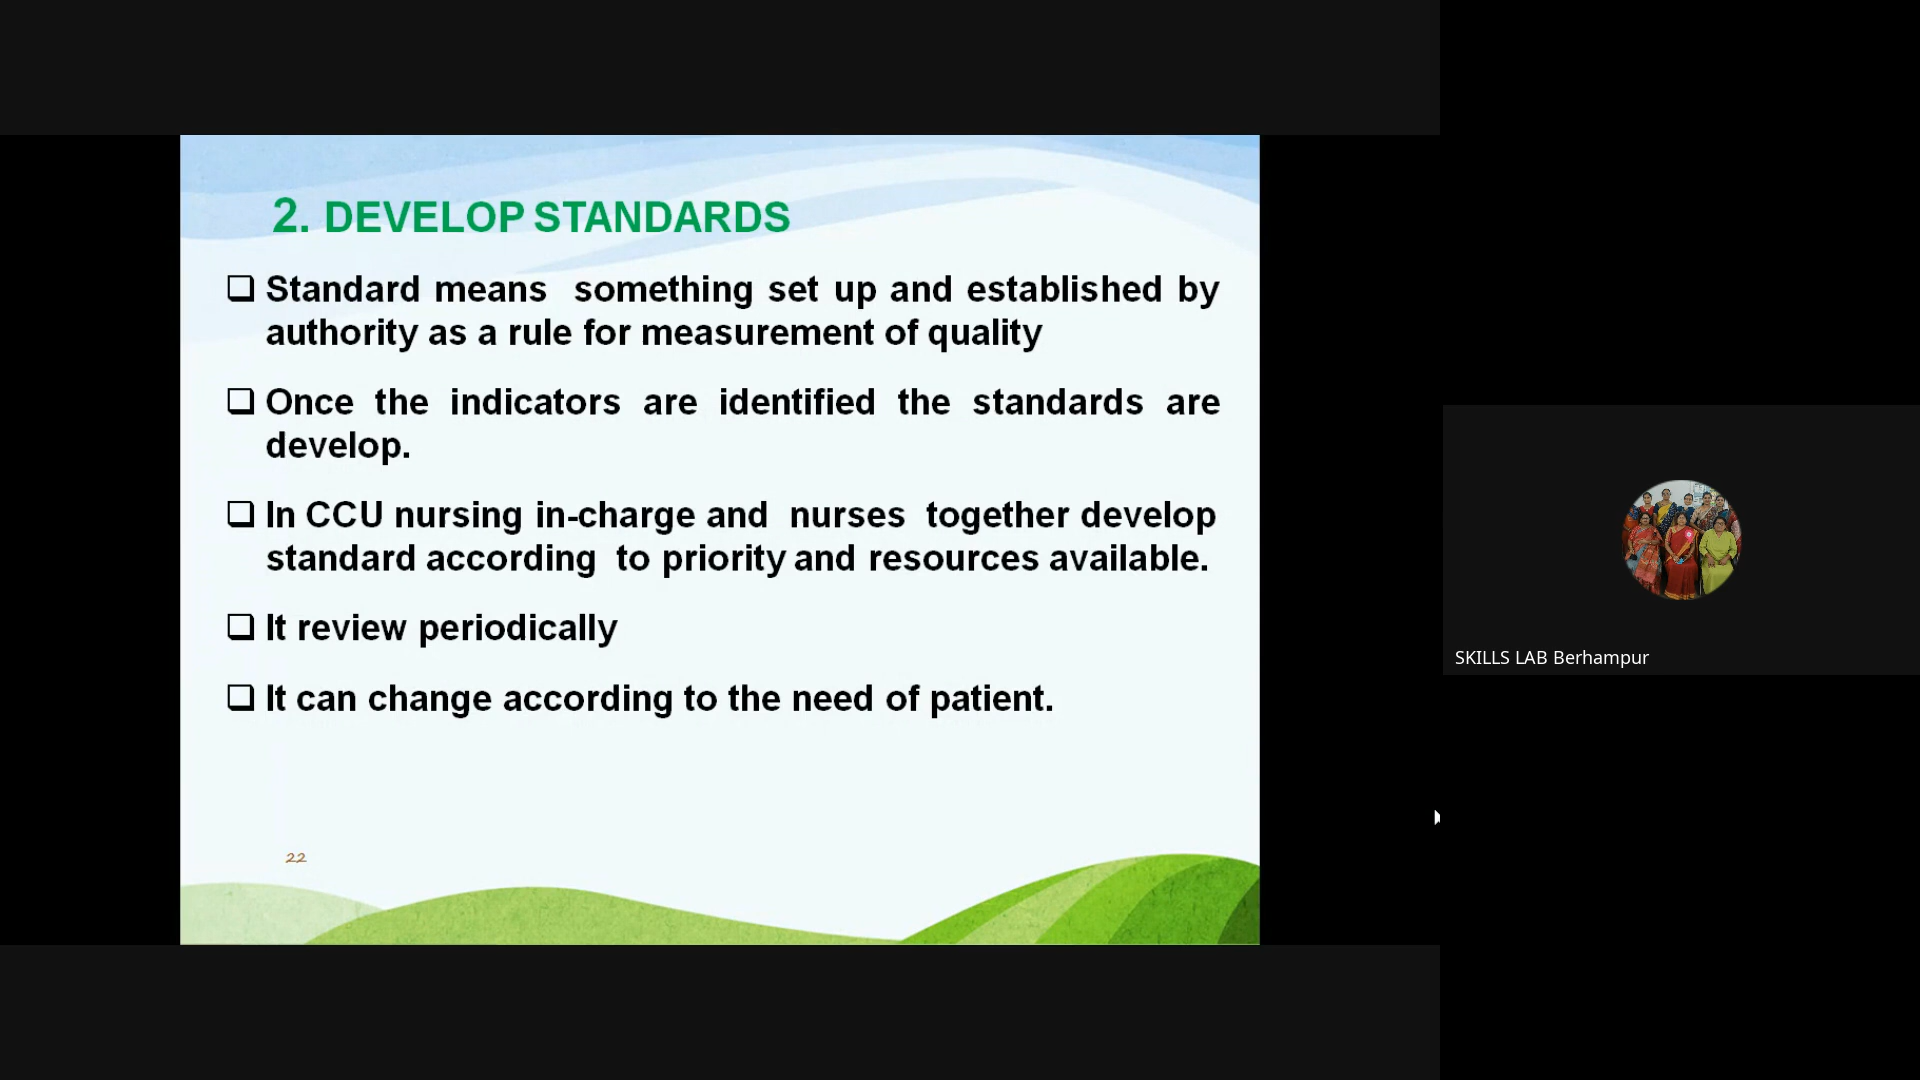 2. DEVELOP STANDARDS
Standard means something set up and established by
authority as a rule for measurement of quality
Once the indicators are identified the standards are
develop.
In CCU nursing in-charge and nurses together develop
standard according to priority and resources available.
It review periodically
It can change according to the need of patient.
22
SKILLS LAB Berhampur